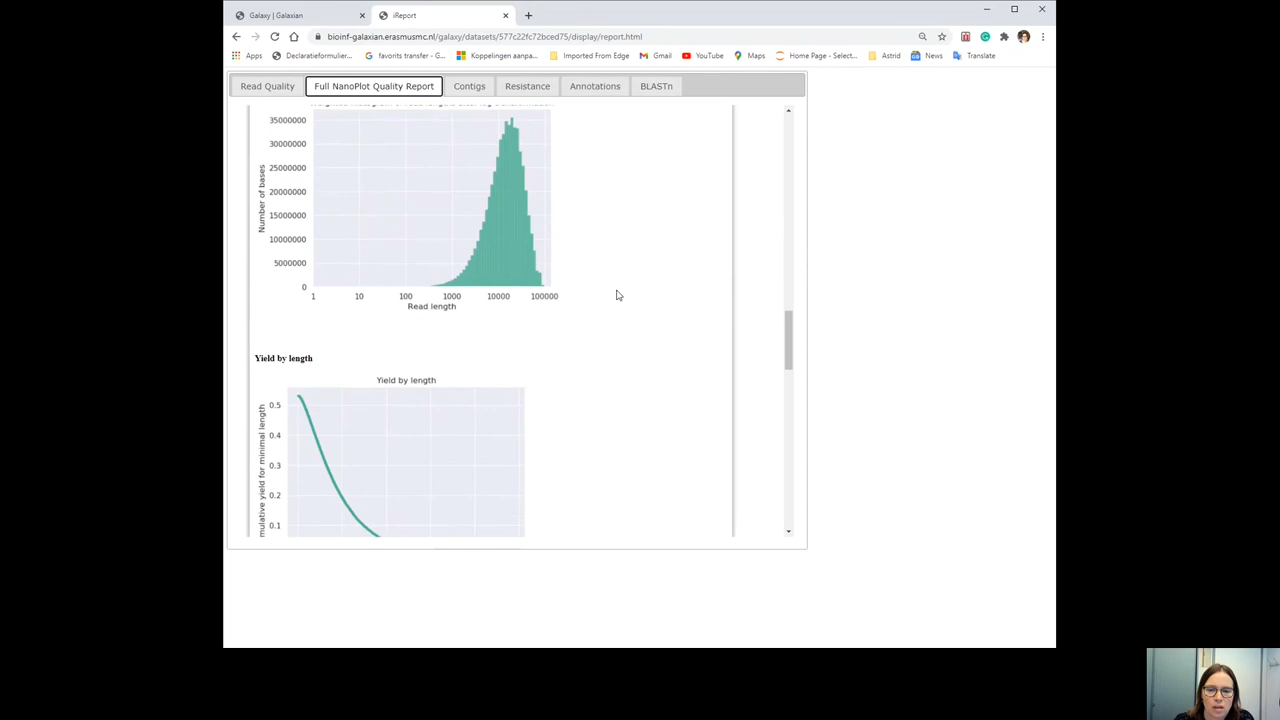 Galaxy | Galaxian
iReport
bioinf-galaxian.erasmusmc.nl/galaxy/datasets/577c22fc72bced75/display/report.html
Apps Declaratieformulier... favorits transfer - G... Koppelingen aanpa... Imported From Edge Gmail YouTube Maps Home Page - Select... Astrid News Translate
Read Quality Full NanoPlot Quality Report Contigs Resistance Annotations BLASTn
35000000
30000000
25000000
20000000
15000000
10000000
5000000
0
Number of bases
1 10 100 1000 10000 100000
Read length
Yield by length
Yield by length
0.5
0.4
0.3
0.2
0.1
yield for minimal length